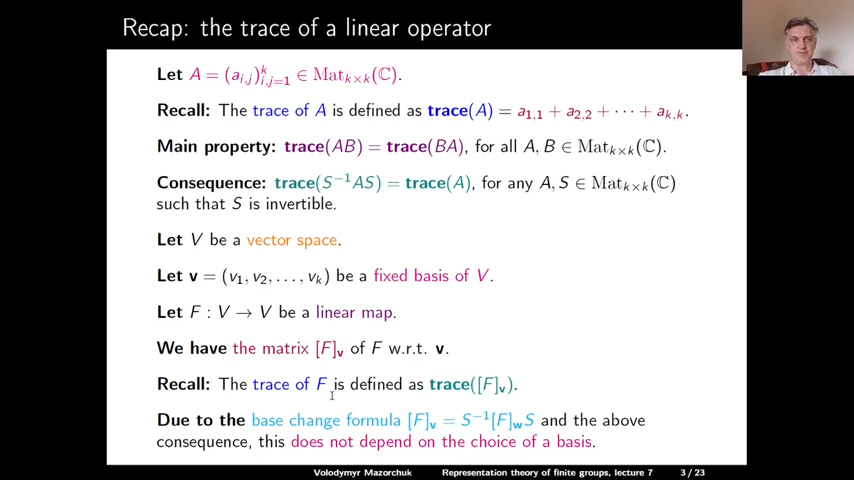 Recap: the trace of a linear operator
Let A = (a_{i,j})^k_{i,j=1} ∈ Mat_{k×k}(ℂ).
Recall: The trace of A is defined as trace(A) = a_{1,1} + a_{2,2} + ⋯ + a_{k,k}.
Main property: trace(AB) = trace(BA), for all A, B ∈ Mat_{k×k}(ℂ).
Consequence: trace(S⁻¹AS) = trace(A), for any A, S ∈ Mat_{k×k}(ℂ)
such that S is invertible.
Let V be a vector space.
Let v = (v₁, v₂, . . . , v_k) be a fixed basis of V.
Let F : V → V be a linear map.
We have the matrix [F]_v of F w.r.t. v.
Recall: The trace of F is defined as trace([F]_v).
Due to the base change formula [F]_v = S⁻¹[F]_w S and the above
consequence, this does not depend on the choice of a basis.
Volodymyr Mazorchuk Representation theory of finite groups, lecture 7 3 / 23